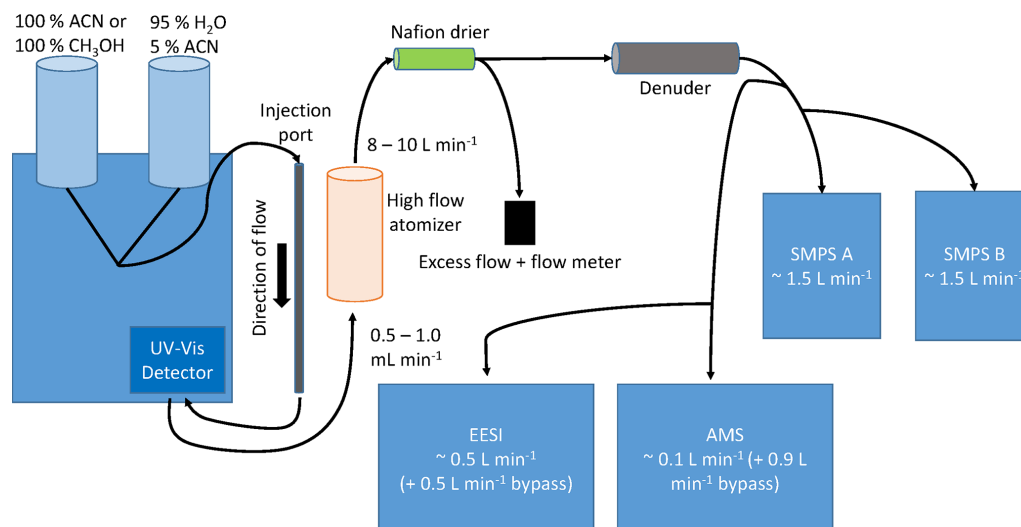 100 % ACN or
100 % CH₃OH
95 % H₂O
5 % ACN
Injection
port
Direction of flow
UV-Vis
Detector
8 – 10 L min⁻¹
High flow
atomizer
0.5 – 1.0
mL min⁻¹
Nafion drier
Excess flow + flow meter
Denuder
SMPS A
~ 1.5 L min⁻¹
SMPS B
~ 1.5 L min⁻¹
EESI
~ 0.5 L min⁻¹
(+ 0.5 L min⁻¹ bypass)
AMS
~ 0.1 L min⁻¹ (+ 0.9 L
min⁻¹ bypass)